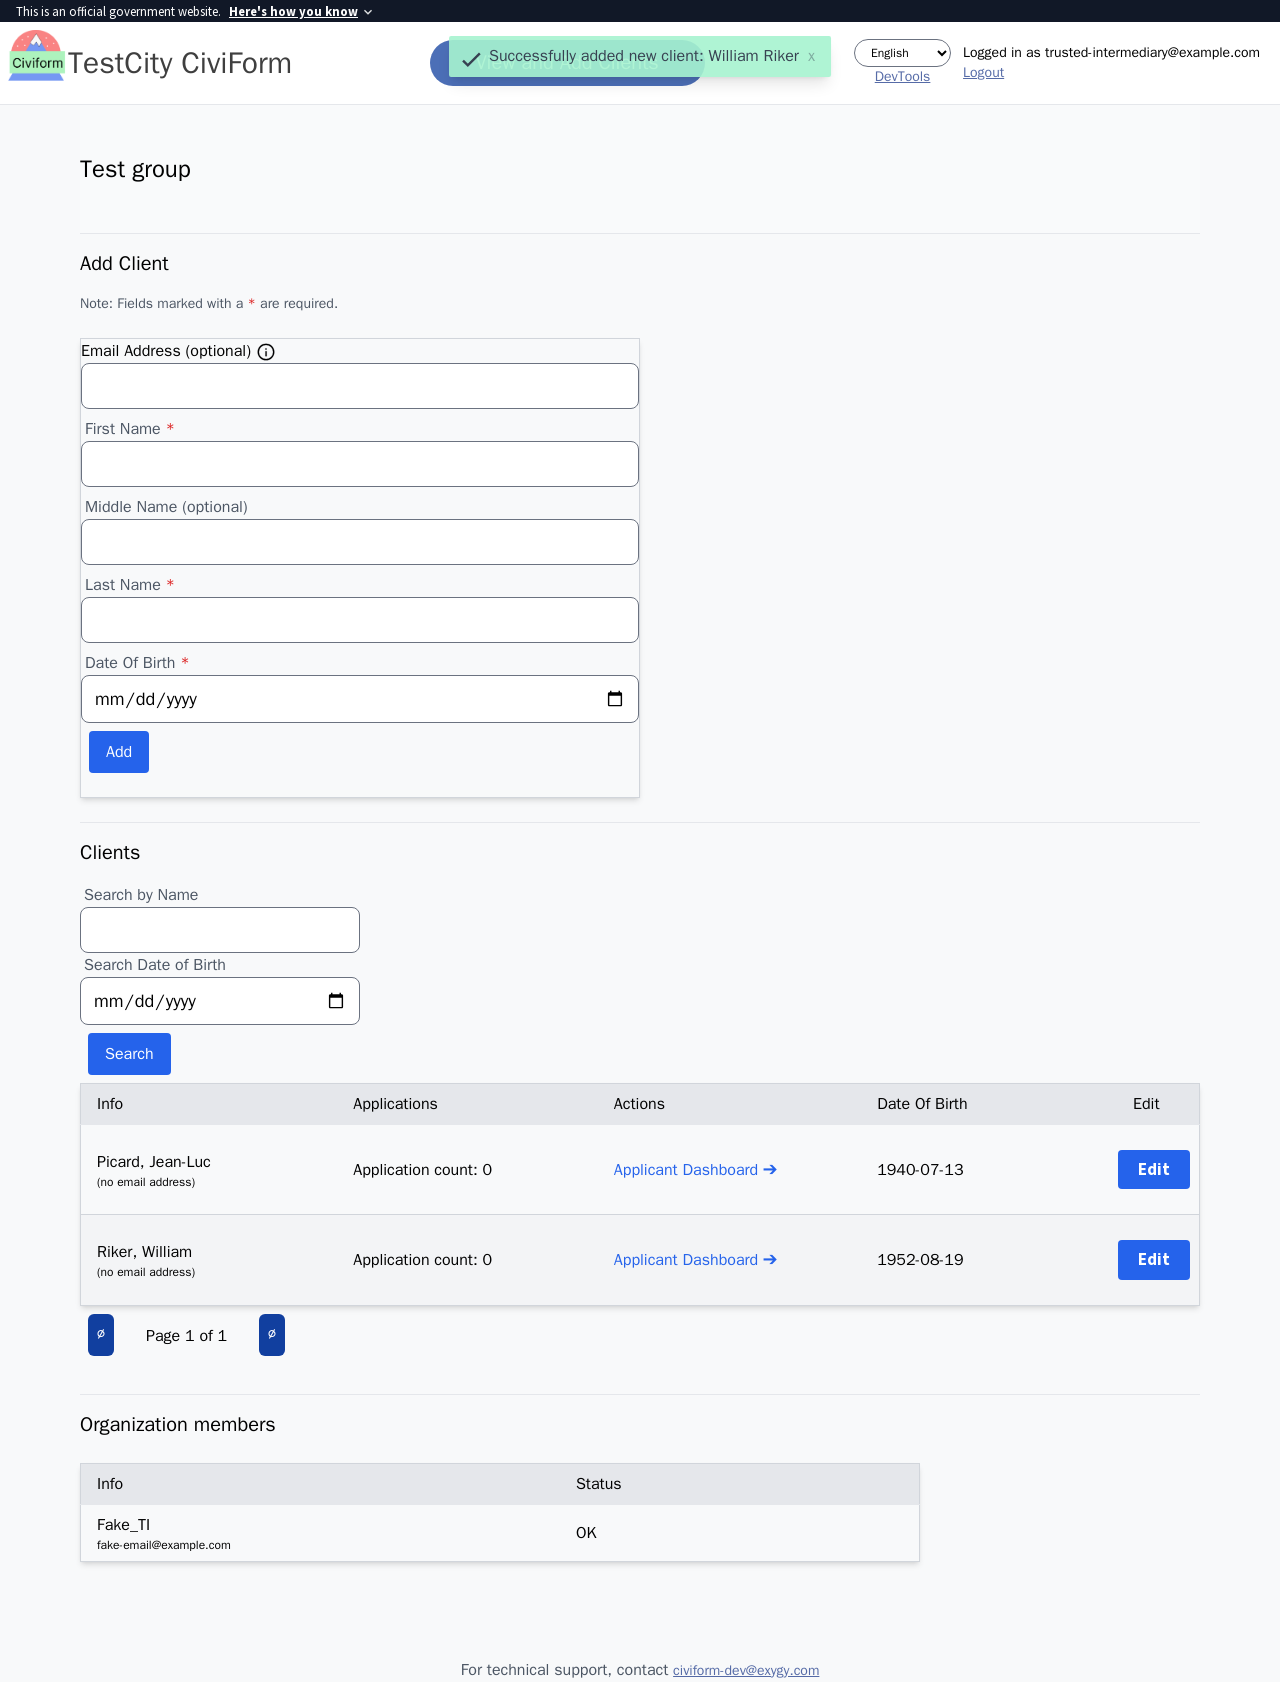 This is an official government website. Here's how you know
Civiform TestCity CiviForm
Successfully added new client: William Riker x
English
Logged in as trusted-intermediary@example.com
DevTools Logout
Test group
Add Client
Note: Fields marked with a * are required.
Email Address (optional)
First Name *
Middle Name (optional)
Last Name *
Date Of Birth *
mm/dd/yyyy
Add
Clients
Search by Name
Search Date of Birth
mm/dd/yyyy
Search
Info Applications Actions Date Of Birth Edit
Picard, Jean-Luc
(no email address)
Application count: 0 Applicant Dashboard ➔ 1940-07-13 Edit
Riker, William
(no email address)
Application count: 0 Applicant Dashboard ➔ 1952-08-19 Edit
∅ Page 1 of 1 ∅
Organization members
Info Status
Fake_TI
fake-email@example.com
OK
For technical support, contact civiform-dev@exygy.com